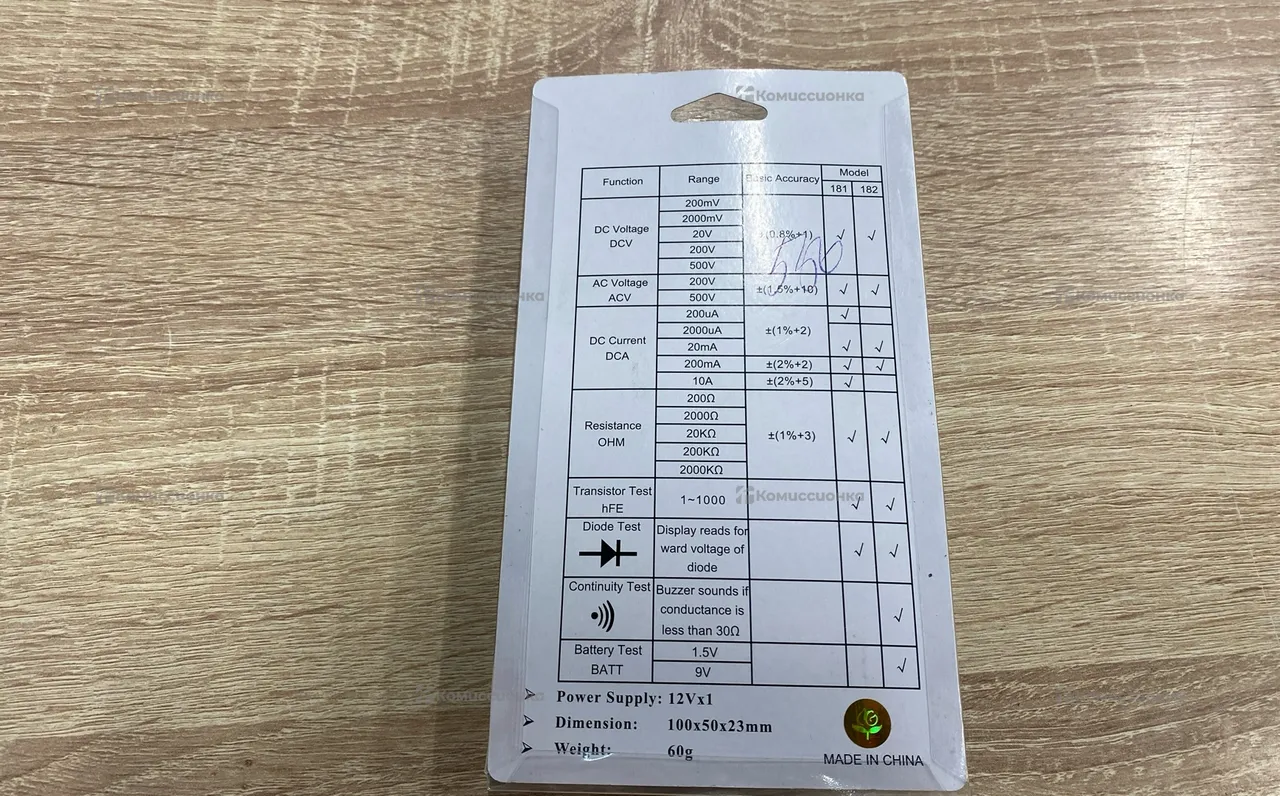 Комиссионка
Function Range Basic Accuracy Model
181 182
DC Voltage
DCV
200mV
2000mV
20V
200V
500V
±(0.8%+1) √ √
550
AC Voltage
ACV
200V
500V
±(1.5%+10) √ √
DC Current
DCA
200uA √
2000uA
±(1%+2)
20mA √ √
200mA ±(2%+2) √ √
10A ±(2%+5) √
Resistance
OHM
200Ω
2000Ω
20KΩ
200KΩ
2000KΩ
±(1%+3) √ √
Transistor Test
hFE
1~1000 √ √
Комиссионка
Diode Test
Display reads for
ward voltage of
diode
√ √
Continuity Test
Buzzer sounds if
conductance is
less than 30Ω
√
Battery Test
BATT
1.5V
9V
√
➢ Power Supply: 12Vx1
➢ Dimension: 100x50x23mm
➢ Weight: 60g
MADE IN CHINA
Комиссионка
Комиссионка
Комиссионка
Комиссионка